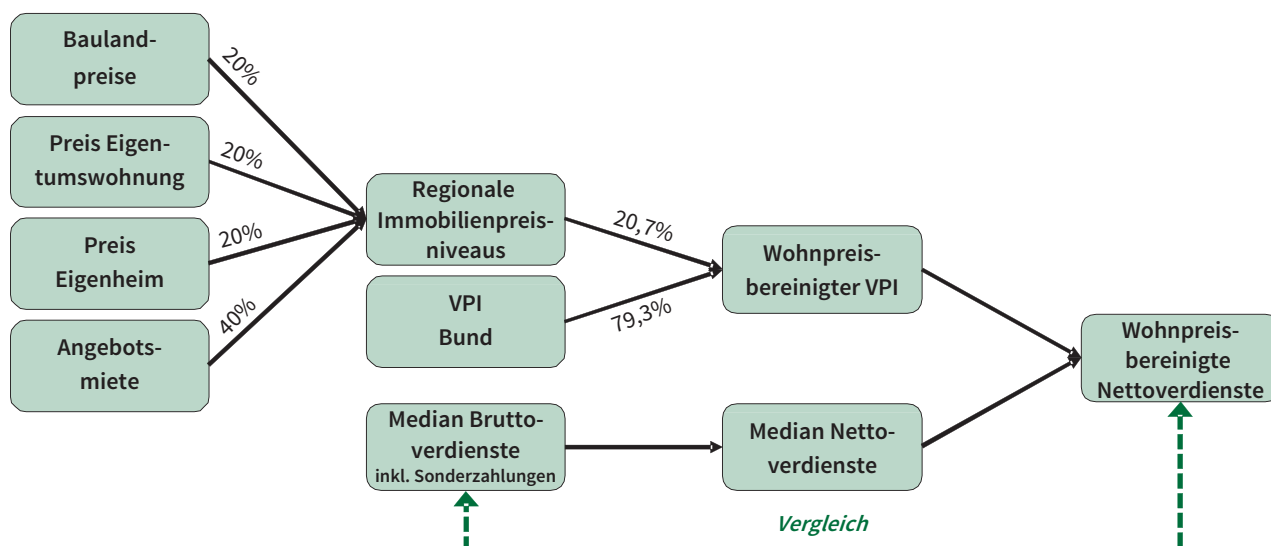 Bauland-
preise
20%
Preis Eigen-
tumswohnung
20%
Preis
Eigenheim
20%
Angebots-
miete
40%
Regionale
Immobilienpreis-
niveaus
20,7%
VPI
Bund
79,3%
Wohnpreis-
bereinigter VPI
Median Brutto-
verdienste
inkl. Sonderzahlungen
Median Netto-
verdienste
Wohnpreis-
bereinigte
Nettoverdienste
Vergleich